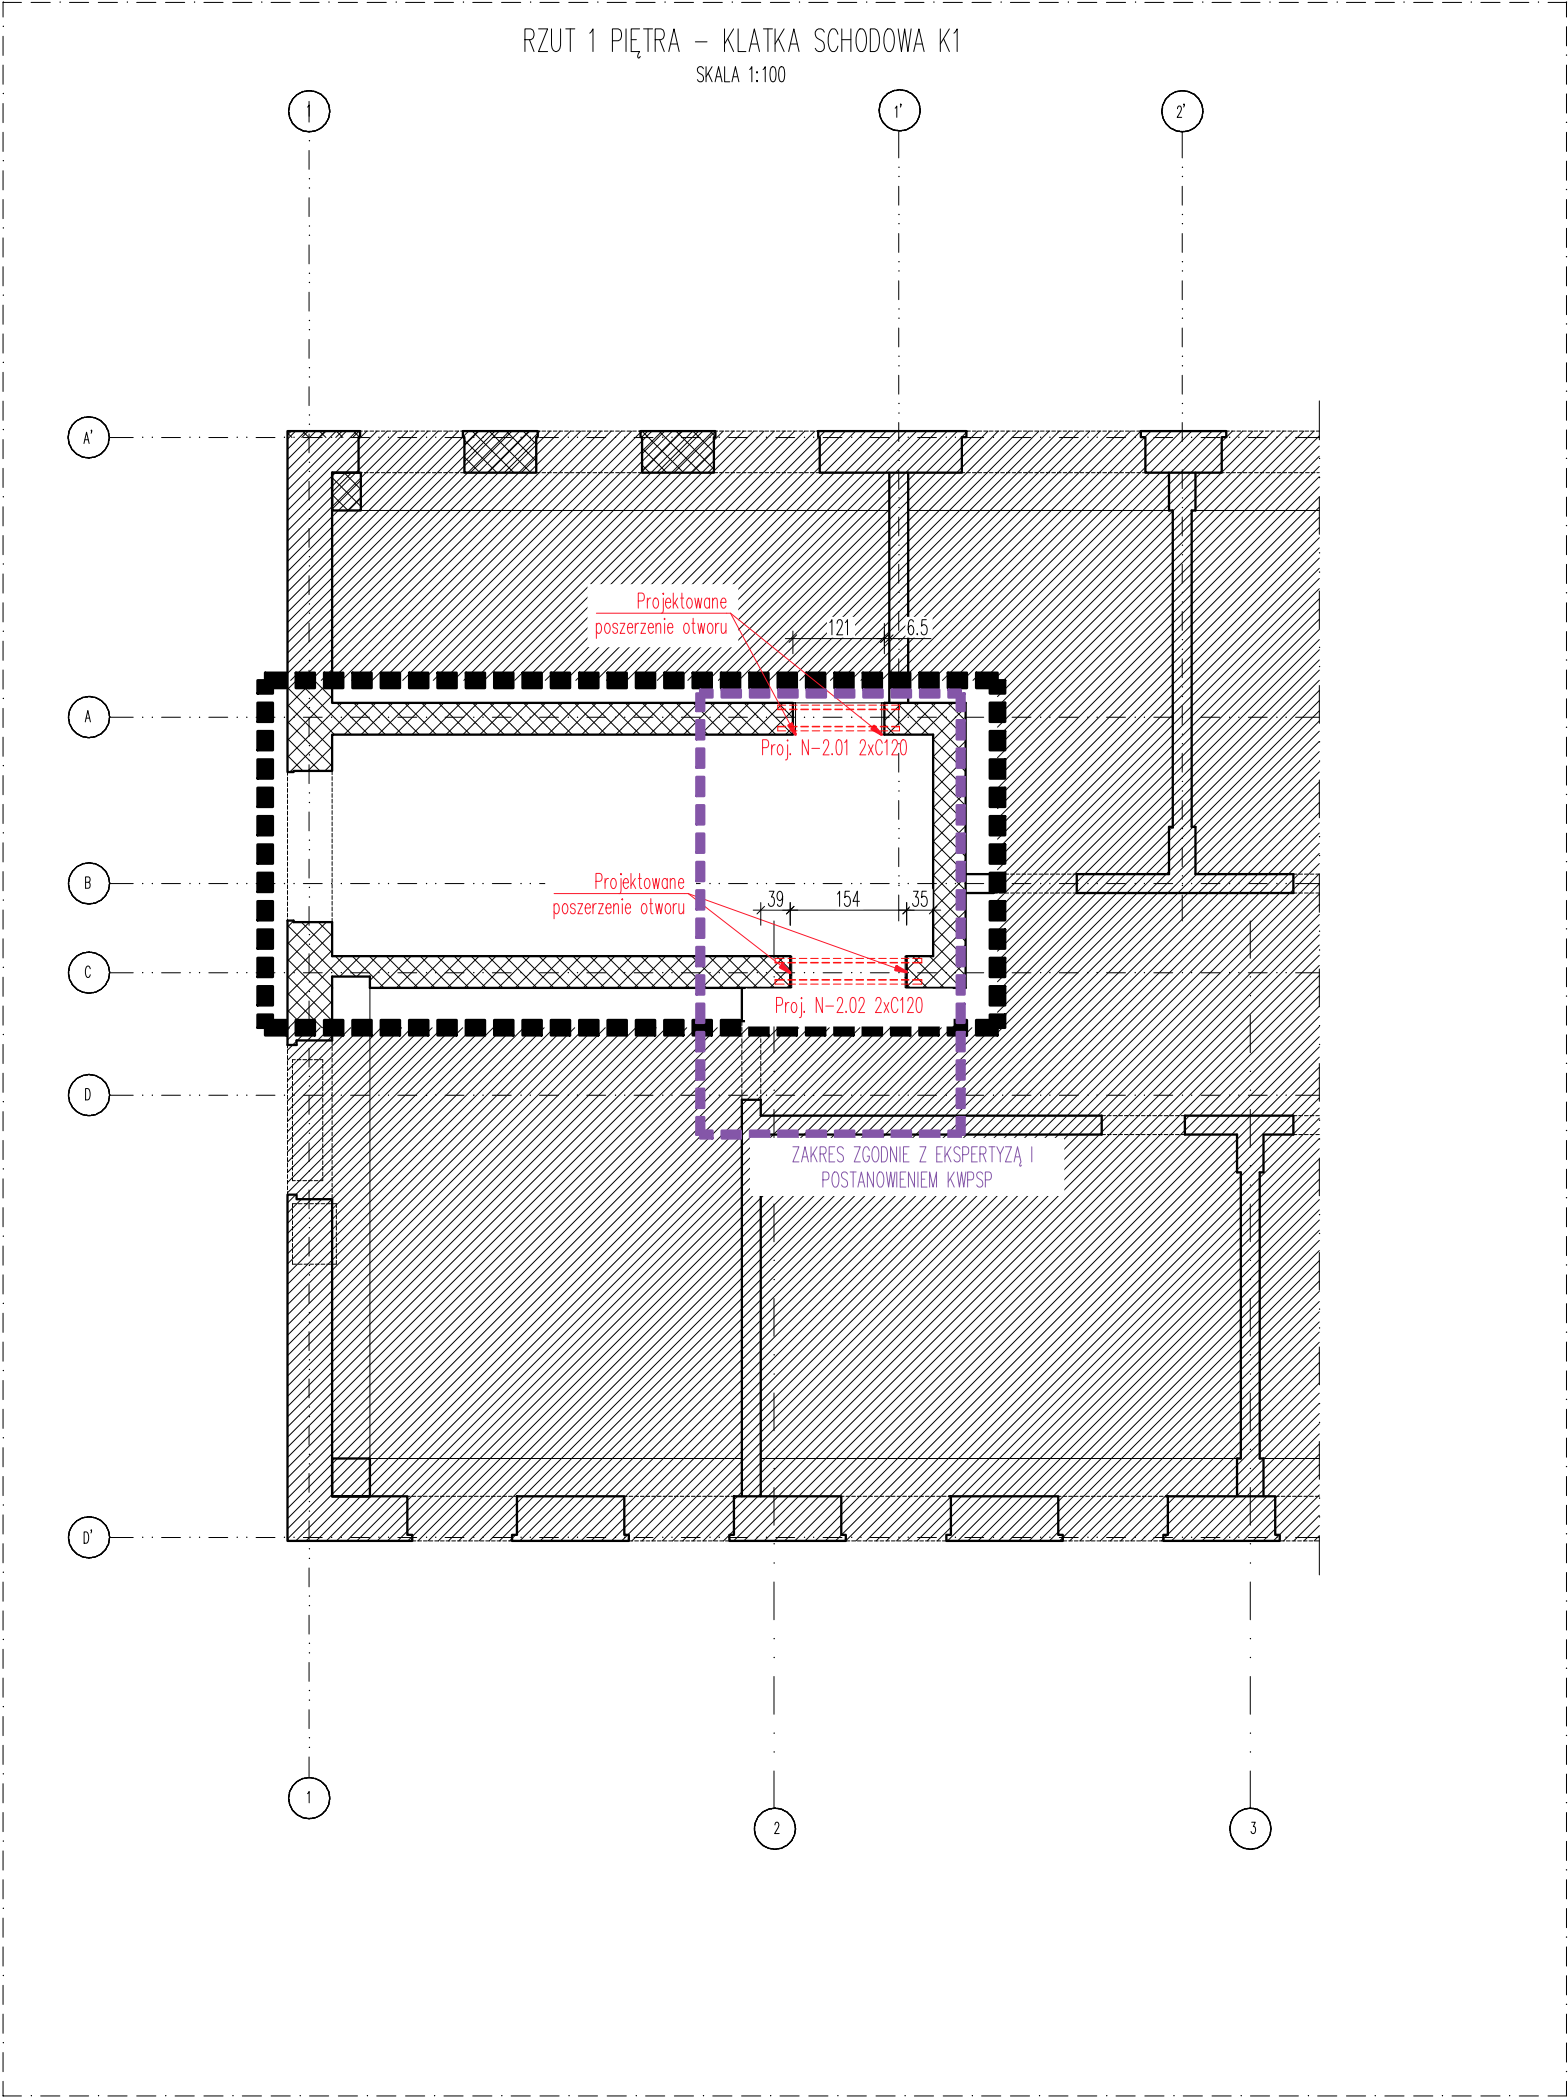 RZUT 1 PIĘTRA – KLATKA SCHODOWA K1
SKALA 1:100
1
1'
2'
A'
Projektowane
poszerzenie otworu
121
6.5
A
Proj. N–2.01 2xC120
B
Projektowane
poszerzenie otworu
39
154
35
C
Proj. N–2.02 2xC120
D
ZAKRES ZGODNIE Z EKSPERTYZĄ I
POSTANOWIENIEM KWPSP
D'
1
2
3